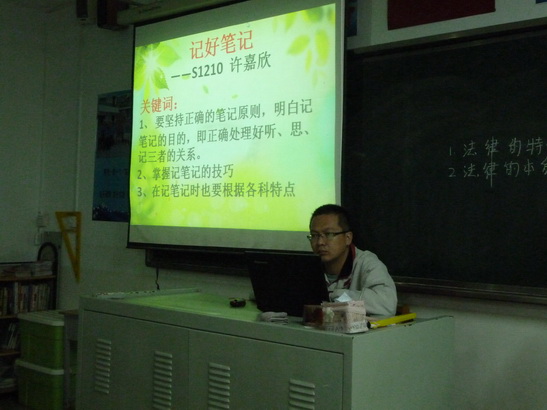 记好笔记
——S1210 许嘉欣
关键词：
1、 要坚持正确的笔记原则，明白记
笔记的目的，即正确处理好听、思、
记三者的关系。
2、掌握记笔记的技巧
3、在记笔记时也要根据各科特点
1. 法律的特
2. 法律的